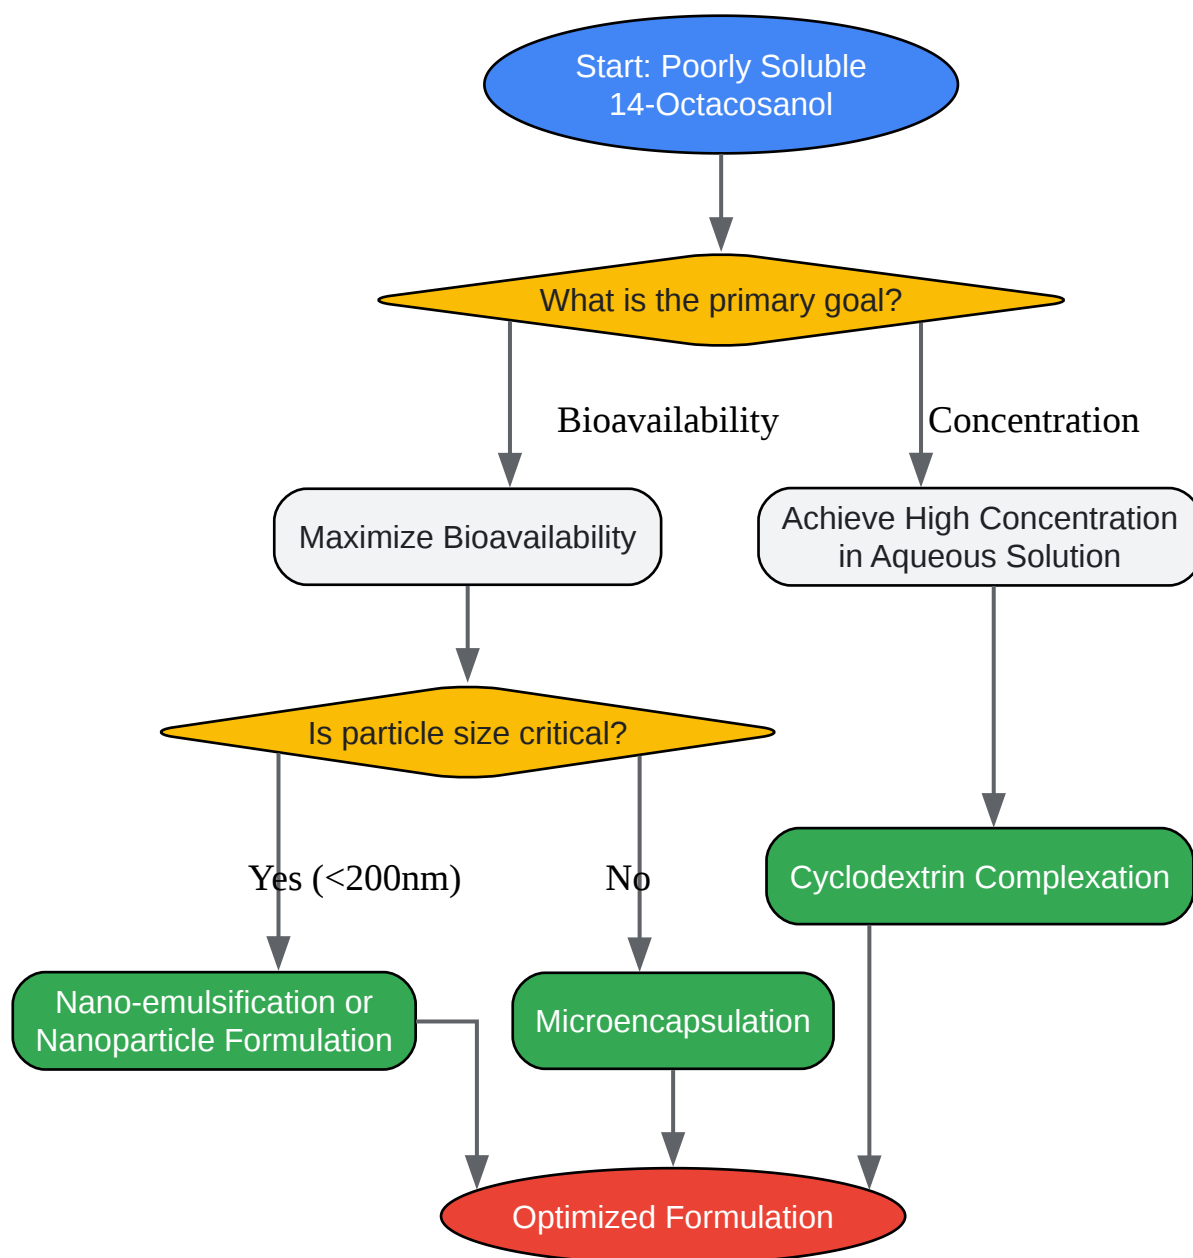 Start: Poorly Soluble
14-Octacosanol
What is the primary goal?
Bioavailability
Concentration
Maximize Bioavailability
Achieve High Concentration
in Aqueous Solution
Is particle size critical?
Yes (<200nm)
No
Cyclodextrin Complexation
Nano-emulsification or
Nanoparticle Formulation
Microencapsulation
Optimized Formulation